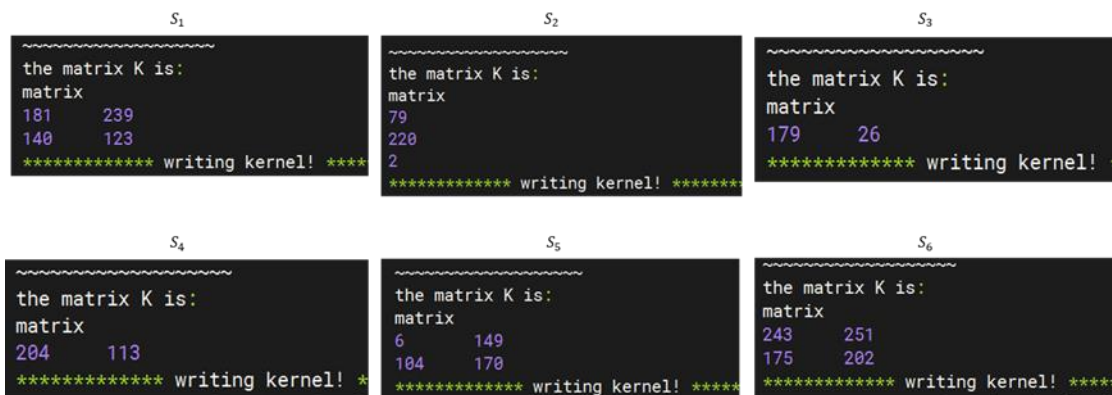 S₁
~~~~~~~~~~~~~~~~~~~
the matrix K is:
matrix
181 239
140 123
************* writing kernel! *****
S₂
~~~~~~~~~~~~~~~~~~~
the matrix K is:
matrix
79
220
2
************* writing kernel! ********
S₃
~~~~~~~~~~~~~~~~~~~
the matrix K is:
matrix
179 26
************* writing kernel!
S₄
~~~~~~~~~~~~~~~~~~~
the matrix K is:
matrix
204 113
************* writing kernel! *
S₅
~~~~~~~~~~~~~~~~~~~
the matrix K is:
matrix
6 149
104 170
************* writing kernel! *****
S₆
~~~~~~~~~~~~~~~~~~~
the matrix K is:
matrix
243 251
175 202
************* writing kernel! ******